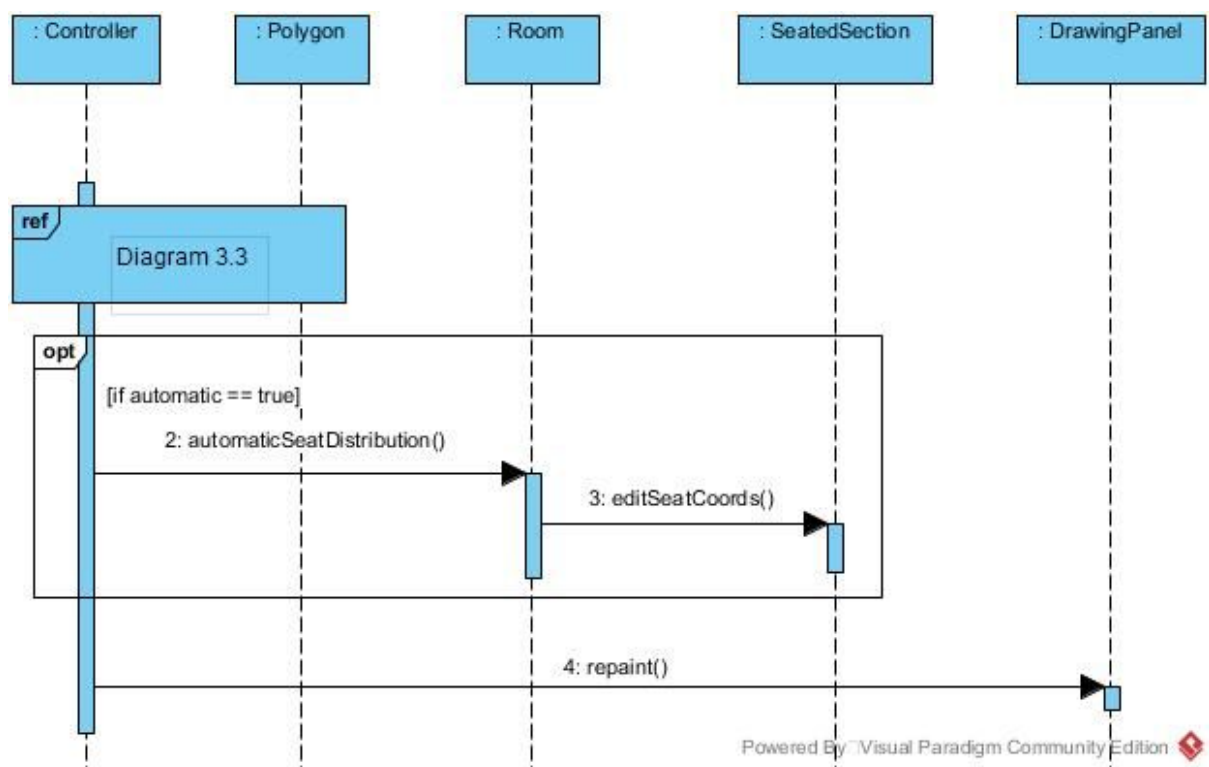 : Controller
: Polygon
: Room
: SeatedSection
: DrawingPanel
ref
Diagram 3.3
opt
[if automatic == true]
2: automaticSeatDistribution()
3: editSeatCoords()
4: repaint()
Powered By Visual Paradigm Community Edition